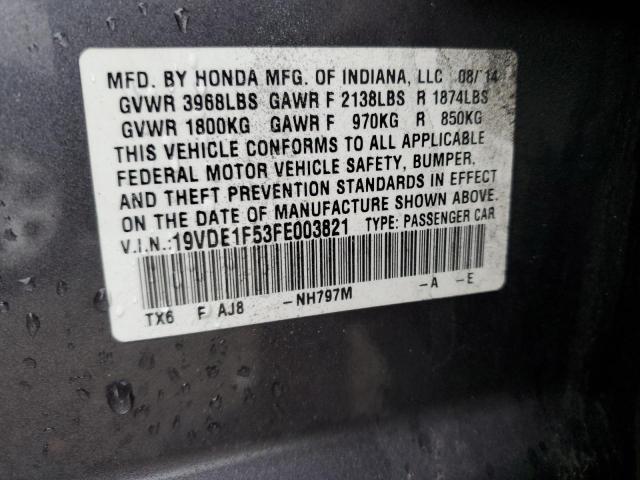 MFD. BY HONDA MFG. OF INDIANA, LLC 08/14
GVWR 3968LBS GAWR F 2138LBS R 1874LBS
GVWR 1800KG GAWR F 970KG R 850KG
THIS VEHICLE CONFORMS TO ALL APPLICABLE
FEDERAL MOTOR VEHICLE SAFETY, BUMPER,
AND THEFT PREVENTION STANDARDS IN EFFECT
ON THE DATE OF MANUFACTURE SHOWN ABOVE.
V.I.N.:19VDE1F53FE003821 TYPE: PASSENGER CAR
TX6 F AJ8 -NH797M -A -E